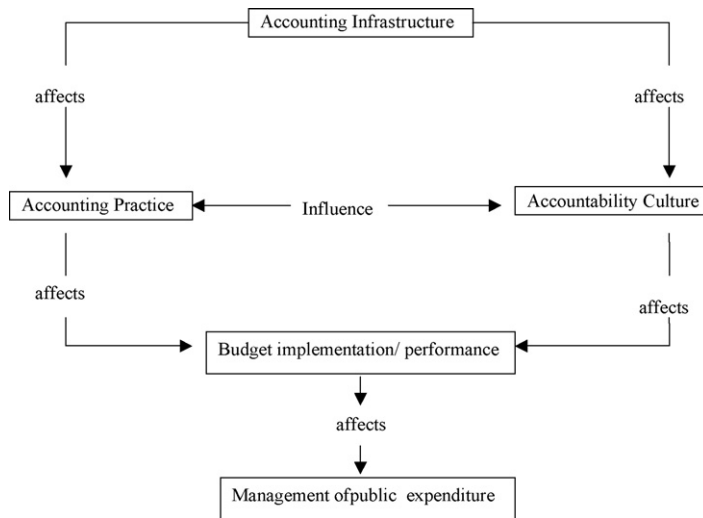 Accounting Infrastructure
affects
affects
Accounting Practice
Influence
Accountability Culture
affects
affects
Budget implementation/ performance
affects
Management ofpublic expenditure